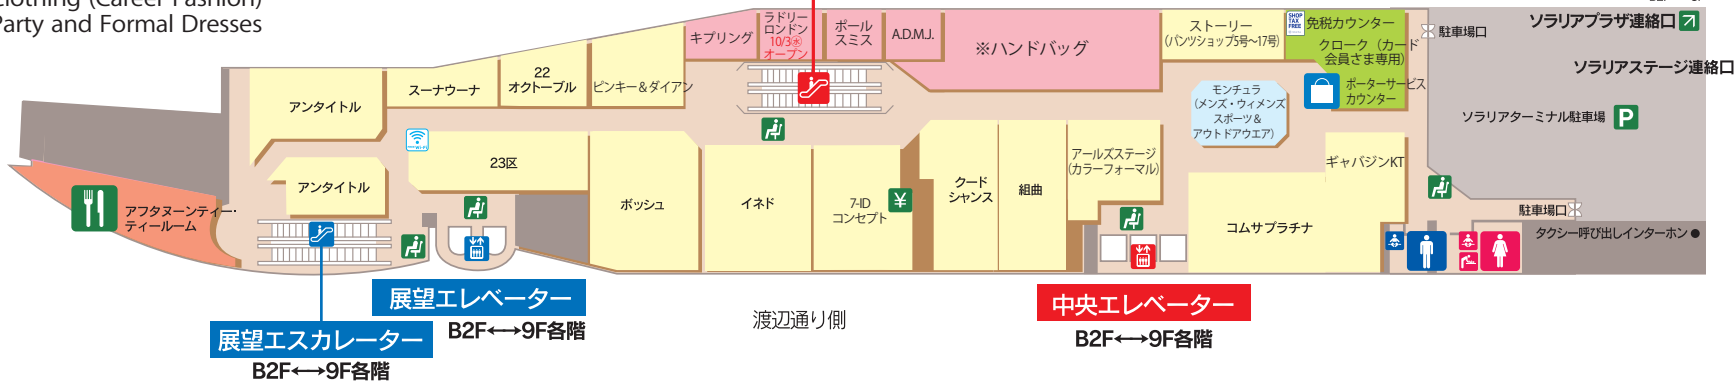 Clothing (Career Fashion)
Party and Formal Dresses
アンタイトル
スーナウーナ
22
オクトーブル
ピンキー＆ダイアン
キプリング
ラドリー
ロンドン
10/3㊌
オープン
ポール
スミス
A.D.M.J.
※ハンドバッグ
ストーリー
(パンツショップ5号〜17号)
SHOP
TAX
FREE
免税カウンター
クローク（カード
会員さま専用）
ポーターサービス
カウンター
駐車場口
ソラリアプラザ連絡口
ソラリアステージ連絡口
ソラリアターミナル駐車場
P
モンチュラ
（メンズ・ウィメンズ
スポーツ＆
アウトドアウエア）
アンタイトル
23区
ボッシュ
イネド
7-ID
コンセプト
¥
クード
シャンス
組曲
アールズステージ
（カラーフォーマル）
コムサプラチナ
ギャバジンKT
アフタヌーンティー・
ティールーム
駐車場口
タクシー呼び出しインターホン●
展望エレベーター
B2F⟷9F各階
展望エスカレーター
B2F⟷9F各階
渡辺通り側
中央エレベーター
B2F⟷9F各階